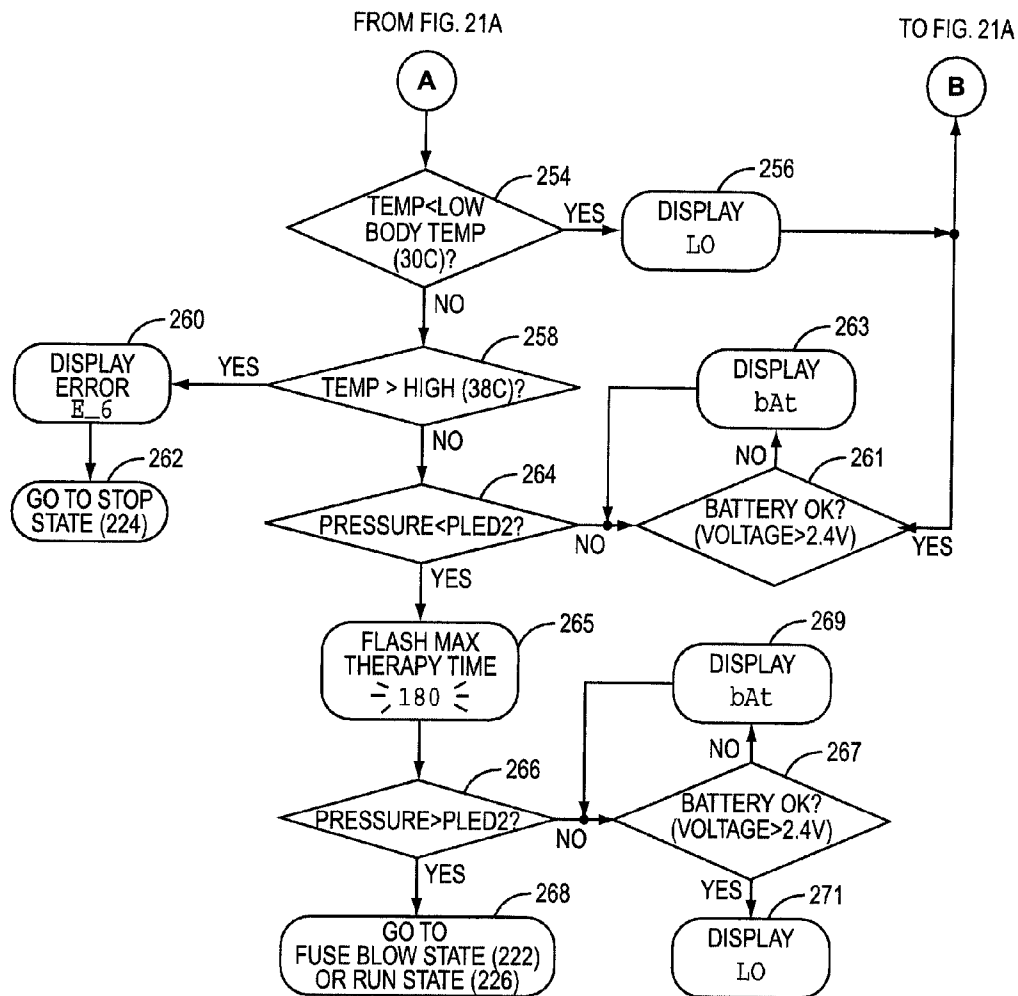 FROM FIG. 21A
TO FIG. 21A
A
B
254
TEMP<LOW
BODY TEMP
(30C)?
YES
256
DISPLAY
LO
NO
260
DISPLAY
ERROR
E_6
YES
258
TEMP > HIGH (38C)?
263
DISPLAY
bAt
NO
262
GO TO STOP
STATE (224)
264
PRESSURE<PLED2?
NO
NO
261
BATTERY OK?
(VOLTAGE>2.4V)
YES
YES
265
FLASH MAX
THERAPY TIME
180
269
DISPLAY
bAt
NO
266
PRESSURE>PLED2?
NO
267
BATTERY OK?
(VOLTAGE>2.4V)
YES
YES
268
GO TO
FUSE BLOW STATE (222)
OR RUN STATE (226)
271
DISPLAY
LO